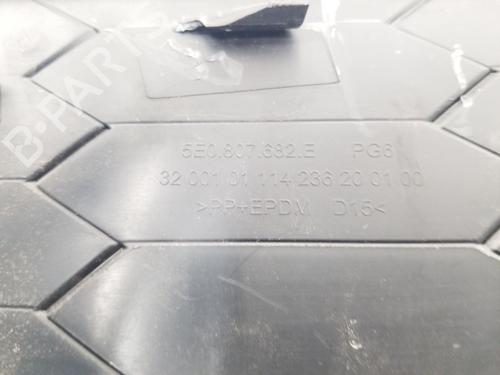 B-PARTS
5E0.807.682.E PG6
32 001/01 114/236 20 01 00
>PP+EPDM D15<